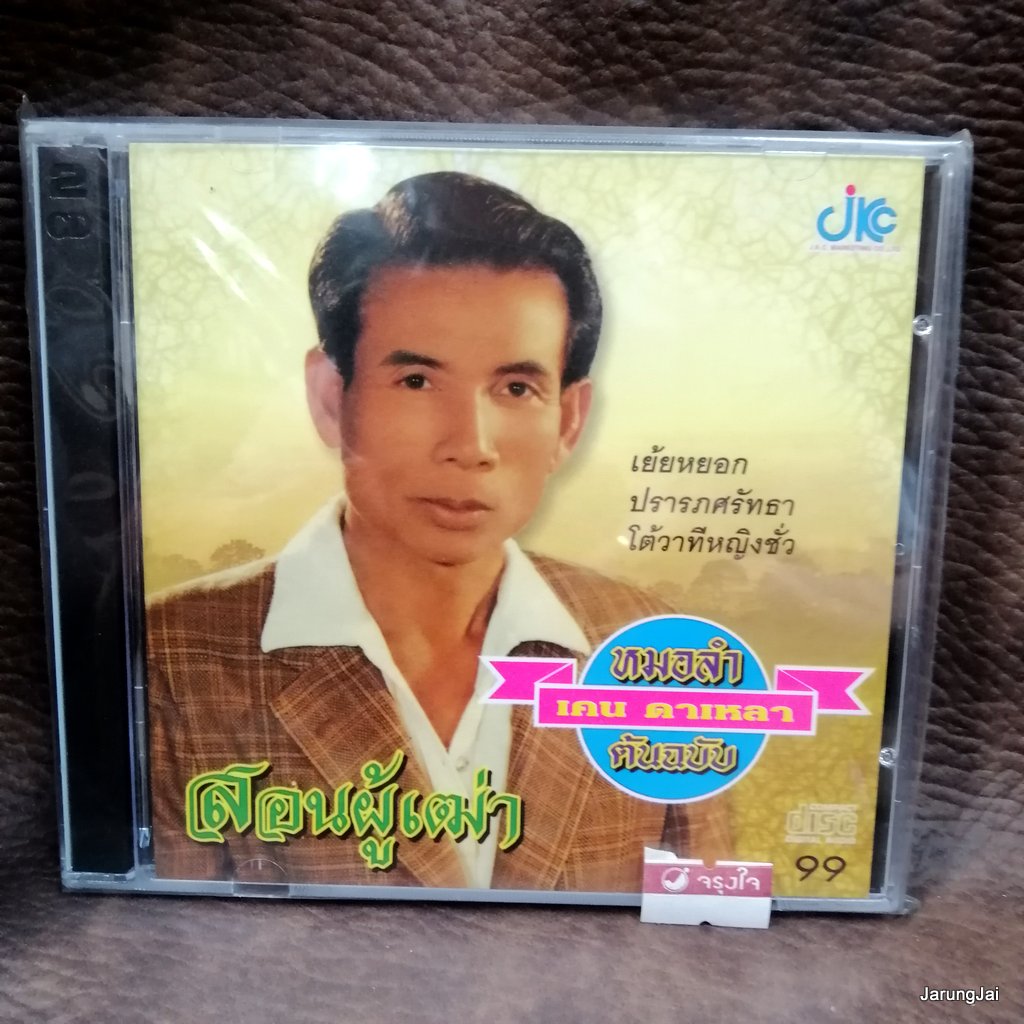 JKC
J.K.C. MARKETING CO.,LTD.
เย้ยหยอก
ปรารภศรัทธา
โต้วาทีหญิงชั่ว
หมอลำ
เคน ดาเหลา
ต้นฉบับ
สอนผู้เฒ่า
COMPACT
disc
99
จรุงใจ
JarungJai